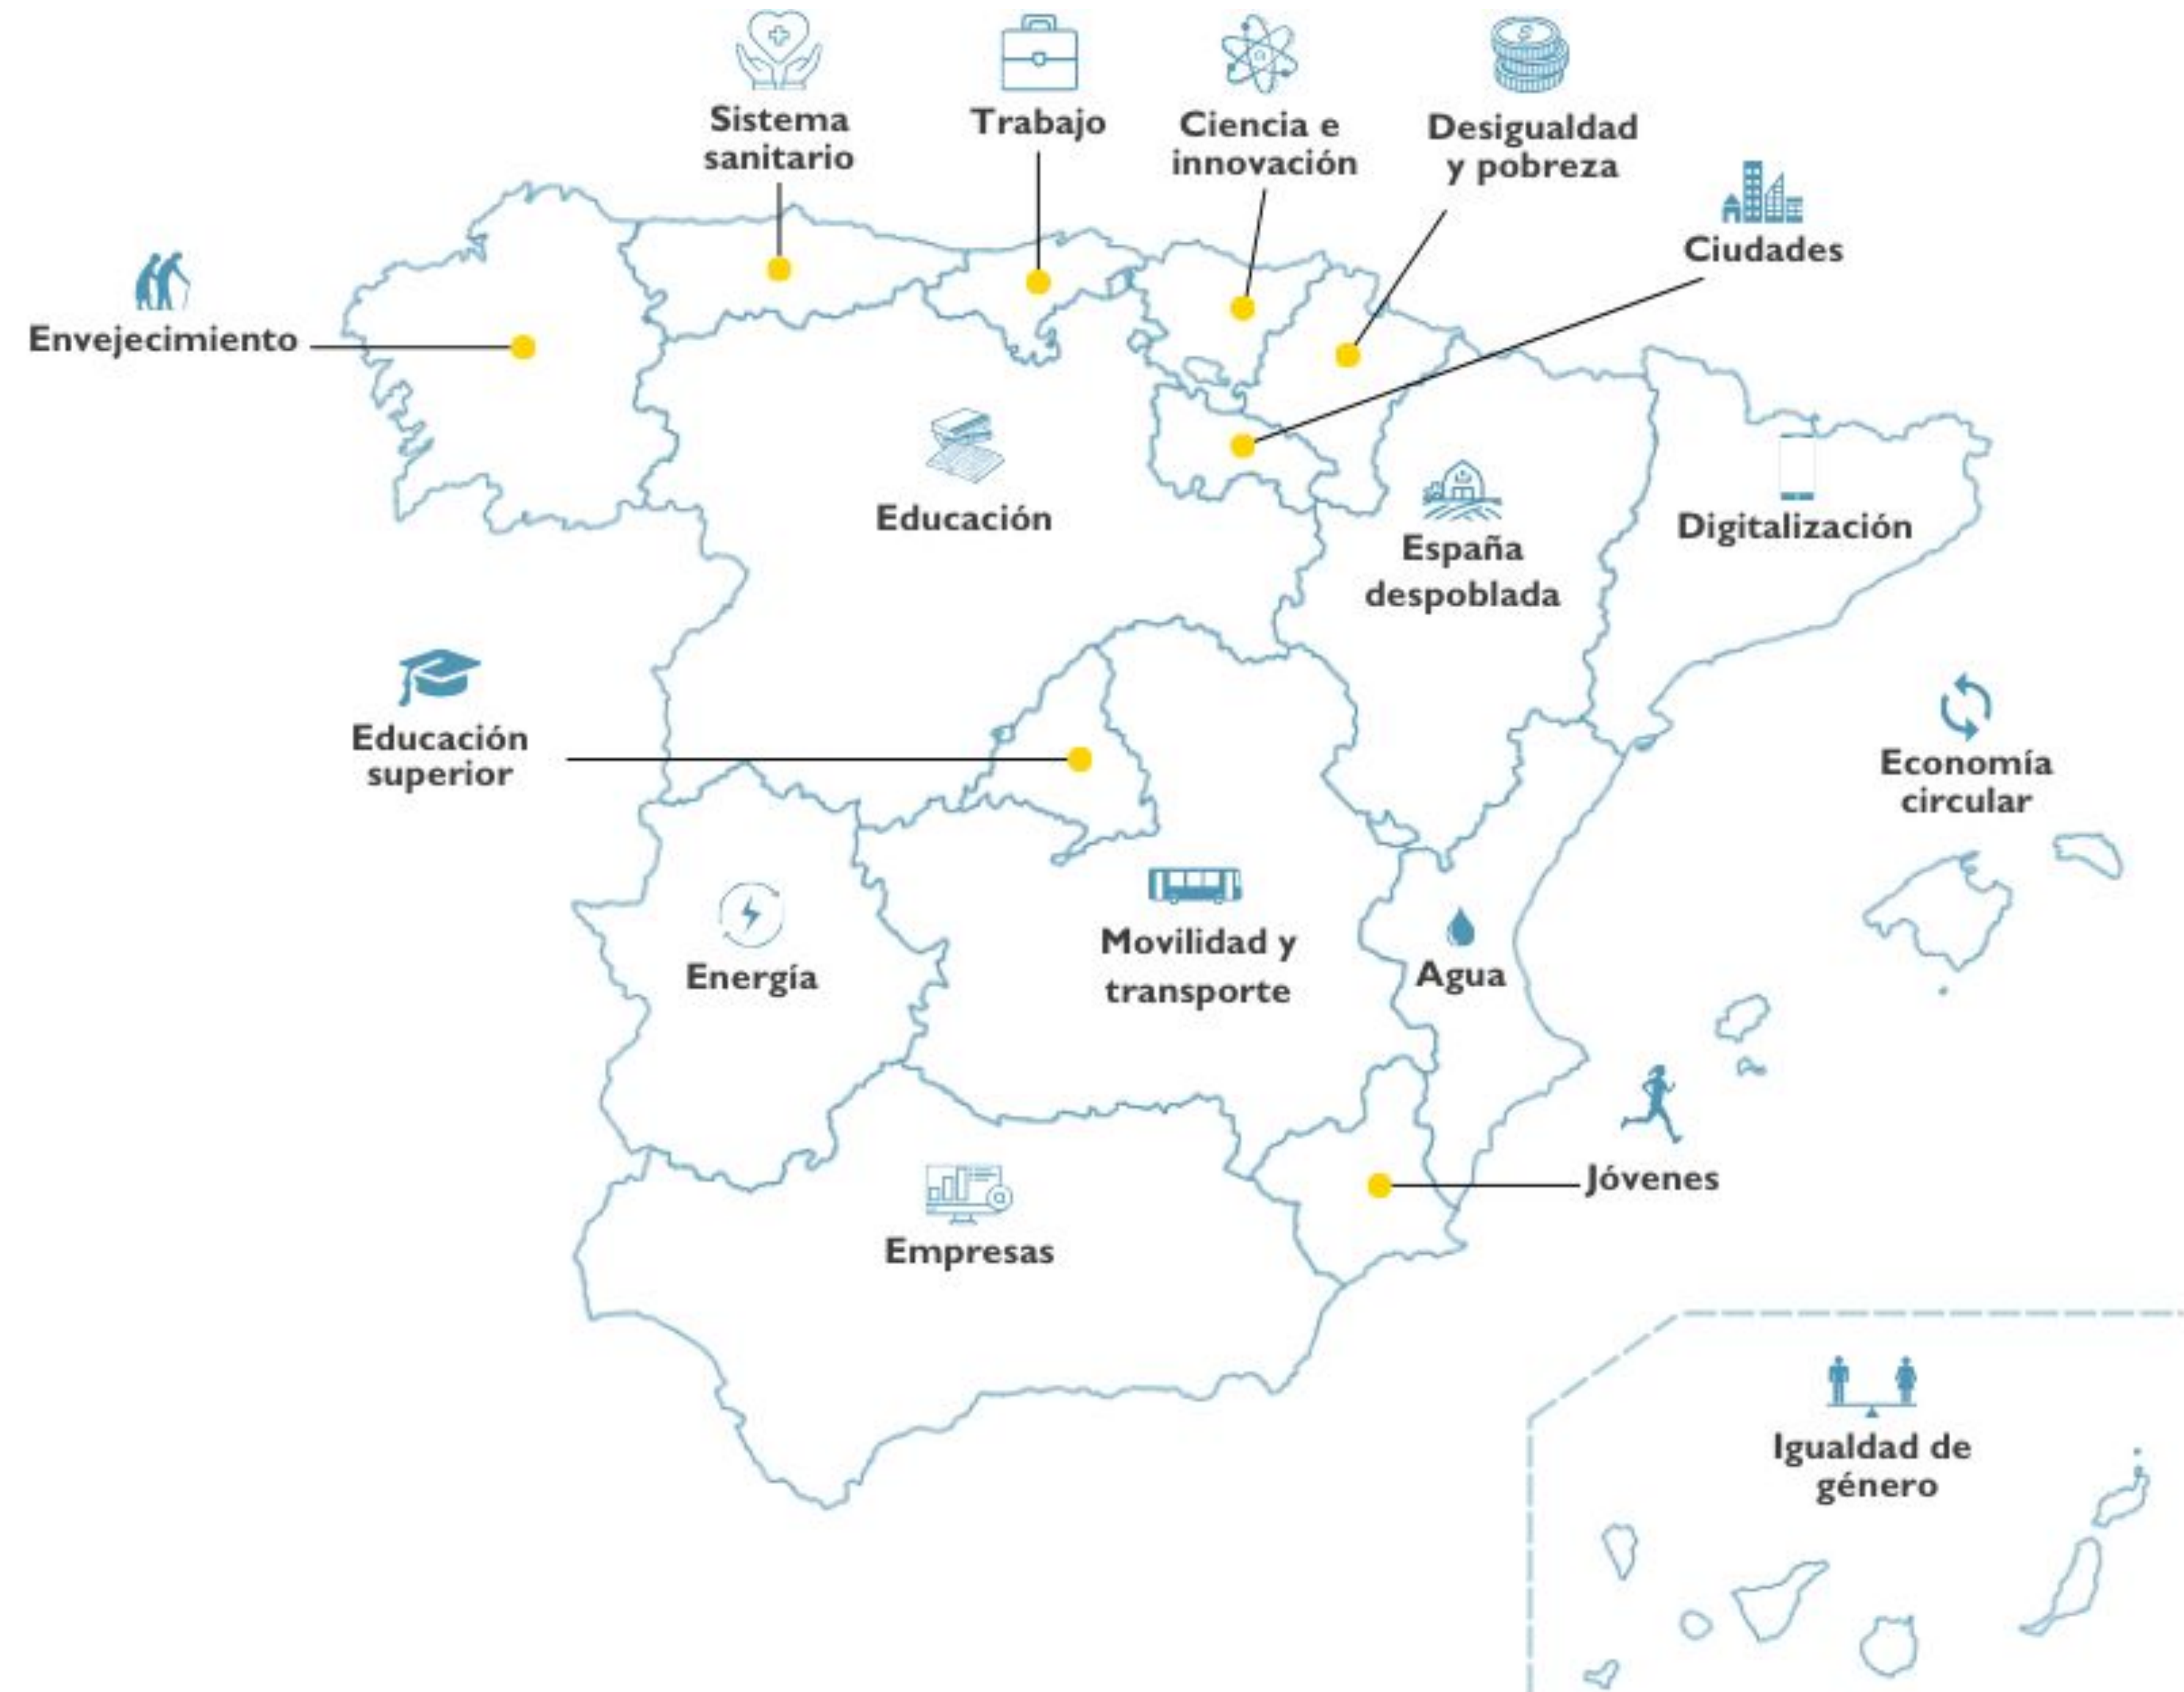 Sistema
sanitario
Trabajo
Ciencia e
innovación
Desigualdad
y pobreza
Ciudades
Envejecimiento
Educación
España
despoblada
Digitalización
Educación
superior
Economía
circular
Energía
Movilidad y
transporte
Agua
Jóvenes
Empresas
Igualdad de
género